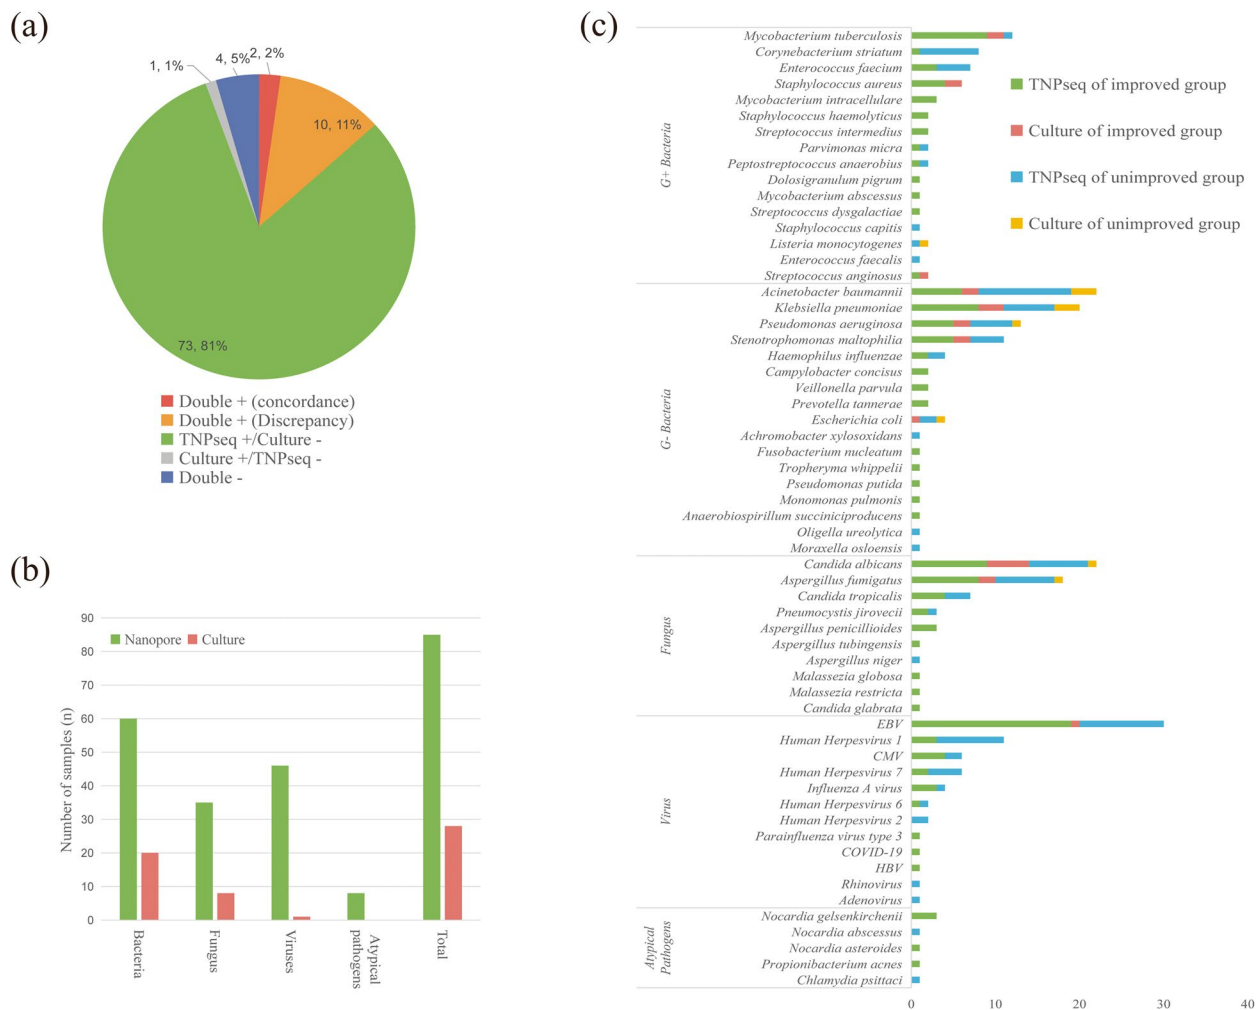 (a)
1, 1%
4, 5%
2, 2%
10, 11%
73, 81%
Double + (concordance)
Double + (Discrepancy)
TNPseq +/Culture -
Culture +/TNPseq -
Double -
(b)
Number of samples (n)
90
80
70
60
50
40
30
20
10
0
Nanopore
Culture
Bacteria
Fungus
Viruses
Atypical
pathogens
Total
(c)
TNPseq of improved group
Culture of improved group
TNPseq of unimproved group
Culture of unimproved group
G+ Bacteria
Mycobacterium tuberculosis
Corynebacterium striatum
Enterococcus faecium
Staphylococcus aureus
Mycobacterium intracellulare
Staphylococcus haemolyticus
Streptococcus intermedius
Parvimonas micra
Peptostreptococcus anaerobius
Dolosigranulum pigrum
Mycobacterium abscessus
Streptococcus dysgalactiae
Staphylococcus capitis
Listeria monocytogenes
Enterococcus faecalis
Streptococcus anginosus
G- Bacteria
Acinetobacter baumannii
Klebsiella pneumoniae
Pseudomonas aeruginosa
Stenotrophomonas maltophilia
Haemophilus influenzae
Campylobacter concisus
Veillonella parvula
Prevotella tannerae
Escherichia coli
Achromobacter xylosoxidans
Fusobacterium nucleatum
Tropheryma whippelii
Pseudomonas putida
Monomonas pulmonis
Anaerobiospirillum succiniciproducens
Oligella ureolytica
Moraxella osloensis
Fungus
Candida albicans
Aspergillus fumigatus
Candida tropicalis
Pneumocystis jirovecii
Aspergillus penicillioides
Aspergillus tubingensis
Aspergillus niger
Malassezia globosa
Malassezia restricta
Candida glabrata
Virus
EBV
Human Herpesvirus 1
CMV
Human Herpesvirus 7
Influenza A virus
Human Herpesvirus 6
Human Herpesvirus 2
Parainfluenza virus type 3
COVID-19
HBV
Rhinovirus
Adenovirus
Atypical
Pathogens
Nocardia gelsenkirchenii
Nocardia abscessus
Nocardia asteroides
Propionibacterium acnes
Chlamydia psittaci
0 10 20 30 40